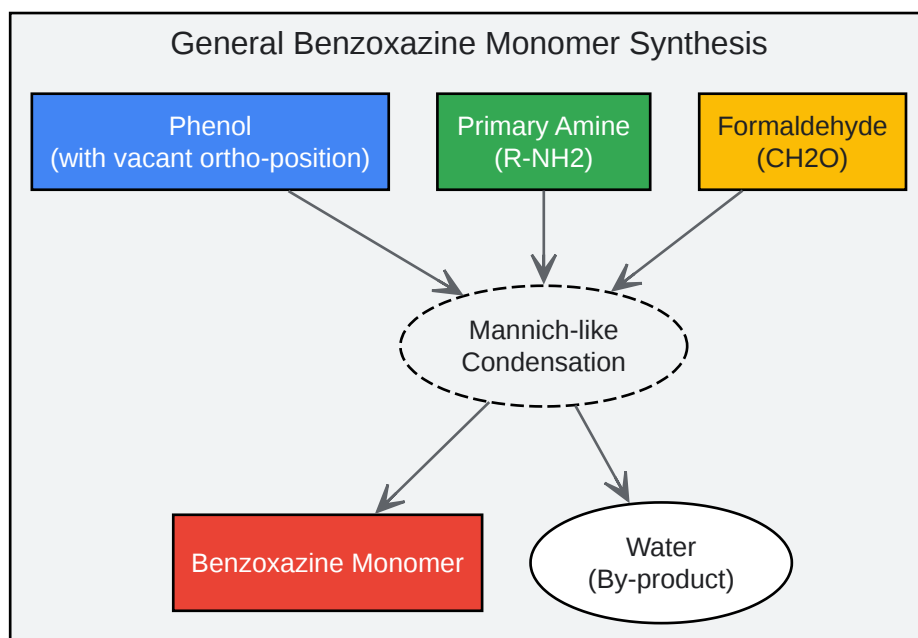 General Benzoxazine Monomer Synthesis
Phenol
(with vacant ortho-position)
Primary Amine
(R-NH2)
Formaldehyde
(CH2O)
Mannich-like
Condensation
Benzoxazine Monomer
Water
(By-product)